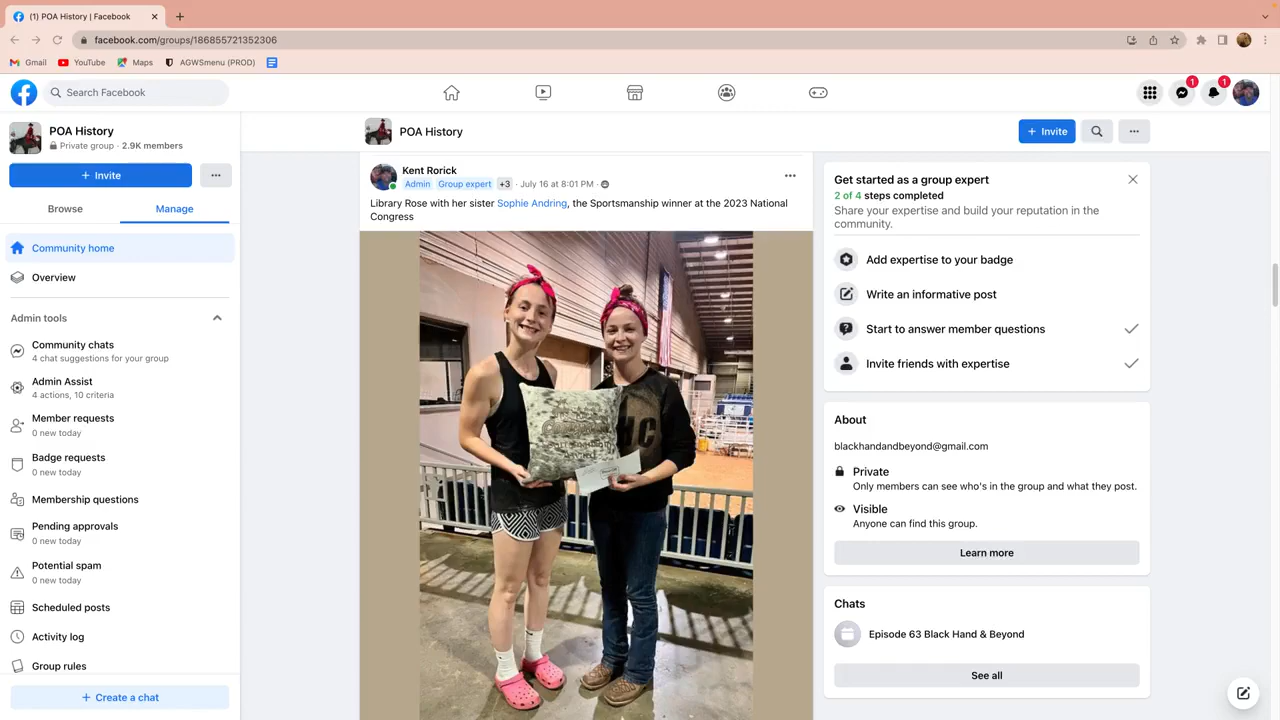 (1) POA History | Facebook
facebook.com/groups/186855721352306
Gmail
YouTube
Maps
AGWSmenu (PROD)
Search Facebook
1
1
POA History
Private group · 2.9K members
+ Invite
Browse
Manage
Community home
Overview
Admin tools
Community chats
4 chat suggestions for your group
Admin Assist
4 actions, 10 criteria
Member requests
0 new today
Badge requests
0 new today
Membership questions
Pending approvals
0 new today
Potential spam
0 new today
Scheduled posts
Activity log
Group rules
+ Create a chat
POA History
+ Invite
Kent Rorick
Admin Group expert +3 · July 16 at 8:01 PM ·
Library Rose with her sister Sophie Andring, the Sportsmanship winner at the 2023 National
Congress
HC
Get started as a group expert
2 of 4 steps completed
Share your expertise and build your reputation in the
community.
Add expertise to your badge
Write an informative post
Start to answer member questions
Invite friends with expertise
About
blackhandandbeyond@gmail.com
Private
Only members can see who's in the group and what they post.
Visible
Anyone can find this group.
Learn more
Chats
Episode 63 Black Hand & Beyond
See all